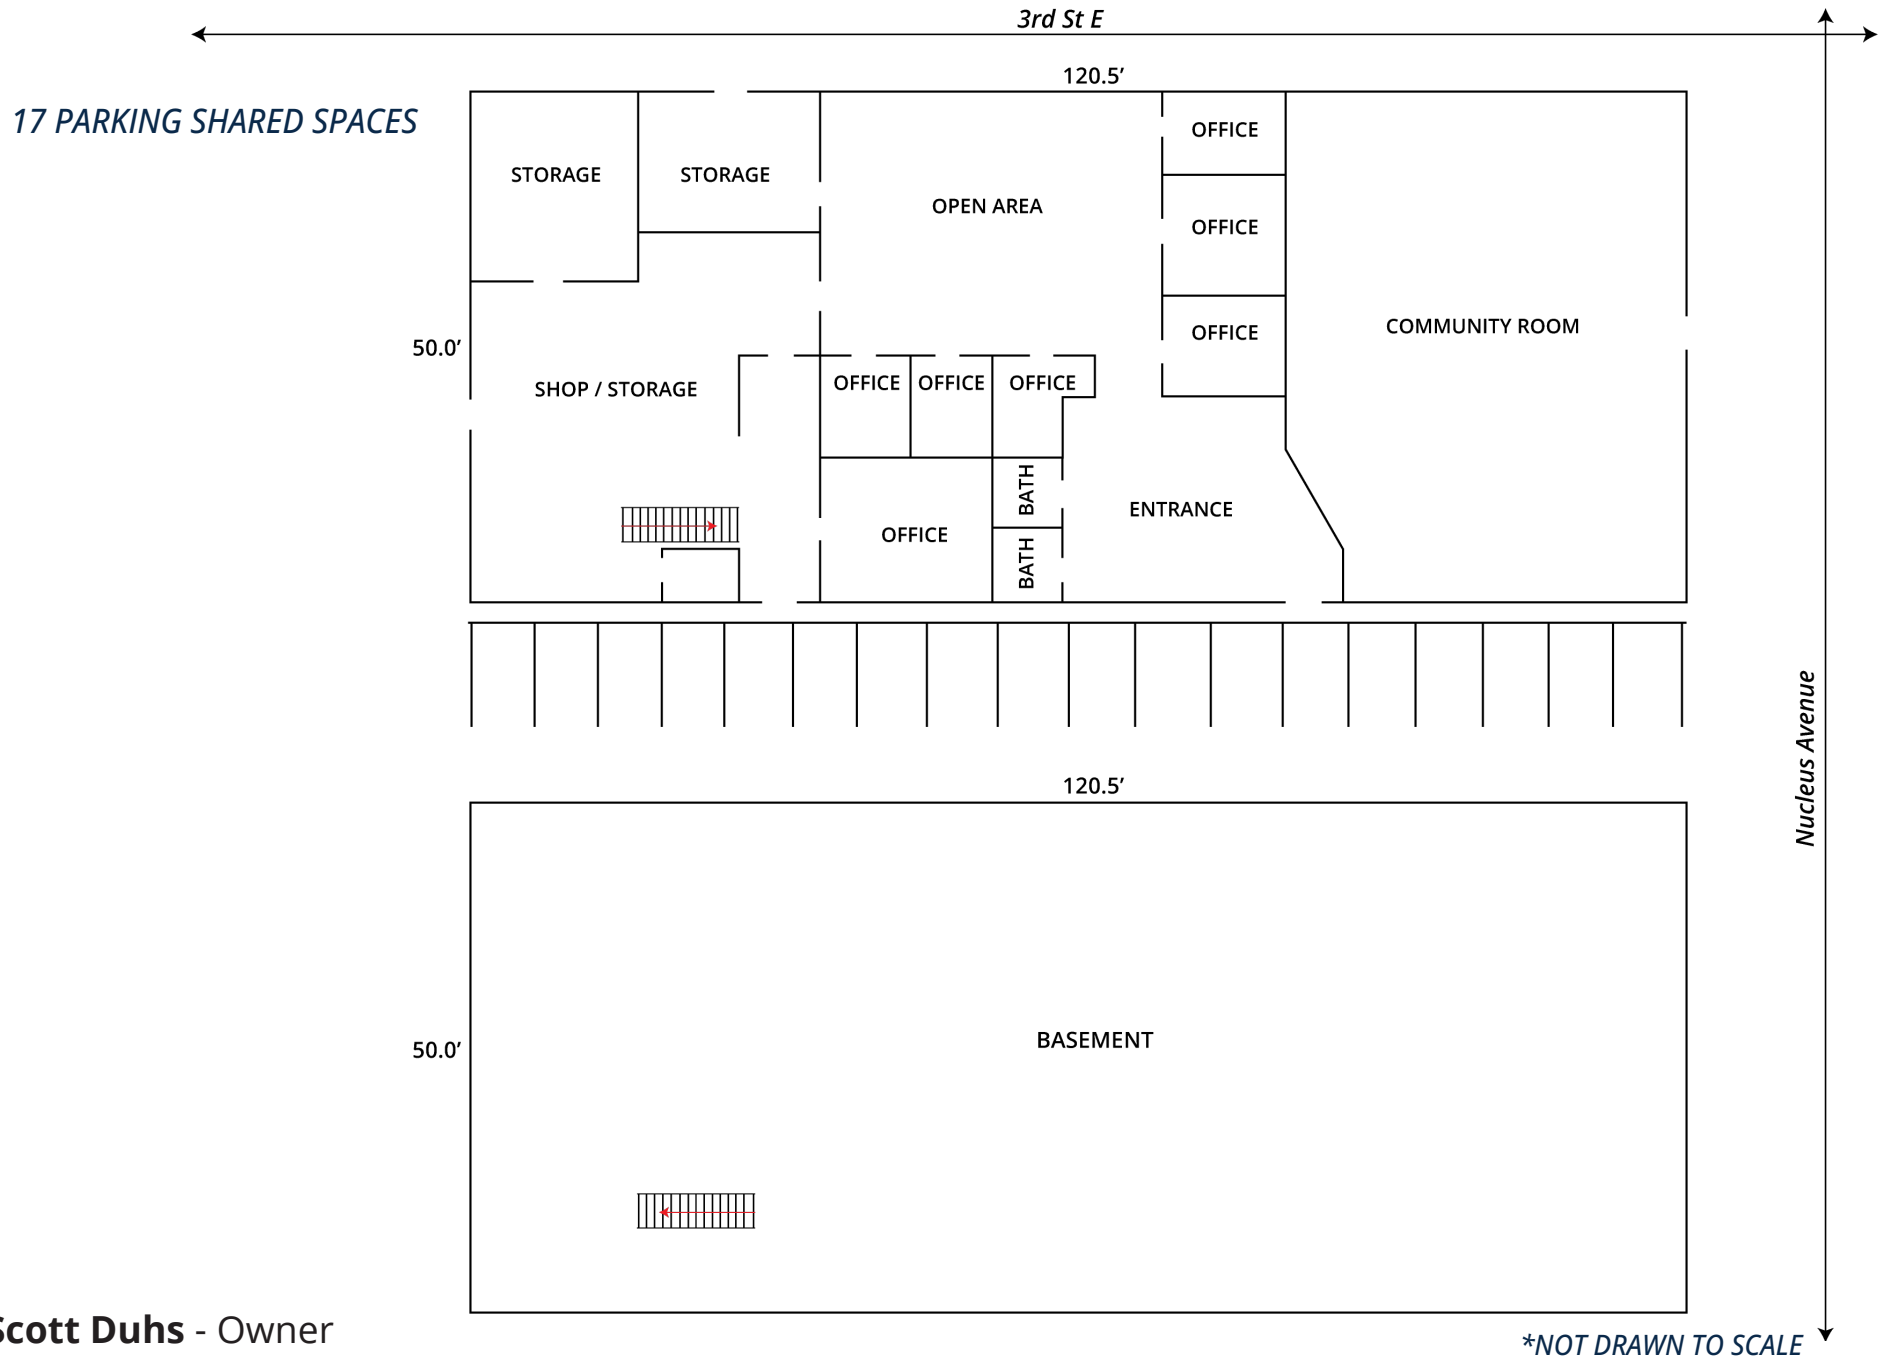 3rd St E
120.5’
17 PARKING SHARED SPACES
OFFICE
STORAGE
STORAGE
OPEN AREA
OFFICE
COMMUNITY ROOM
OFFICE
50.0’
SHOP / STORAGE
OFFICE
OFFICE
OFFICE
BATH
ENTRANCE
OFFICE
BATH
Nucleus Avenue
120.5’
BASEMENT
50.0’
Scott Duhs - Owner
*NOT DRAWN TO SCALE